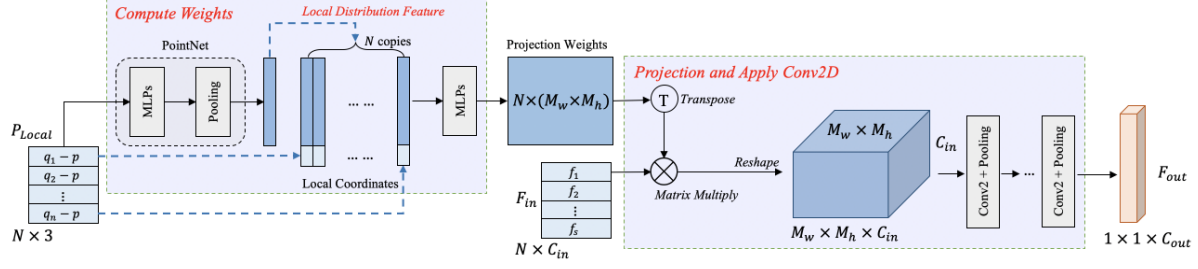 Compute Weights
Local Distribution Feature
PointNet
N copies
MLPs
Pooling
... ...
MLPs
Projection Weights
N×(M_w×M_h)
P_Local
q_1 − p
q_2 − p
⋮
q_n − p
N × 3
... ...
Local Coordinates
Projection and Apply Conv2D
T
Transpose
F_in
f_1
f_2
⋮
f_s
N × C_in
Matrix Multiply
Reshape
M_w × M_h
C_in
M_w × M_h × C_in
Conv2 + Pooling
...
Conv2 + Pooling
F_out
1 × 1 × C_out